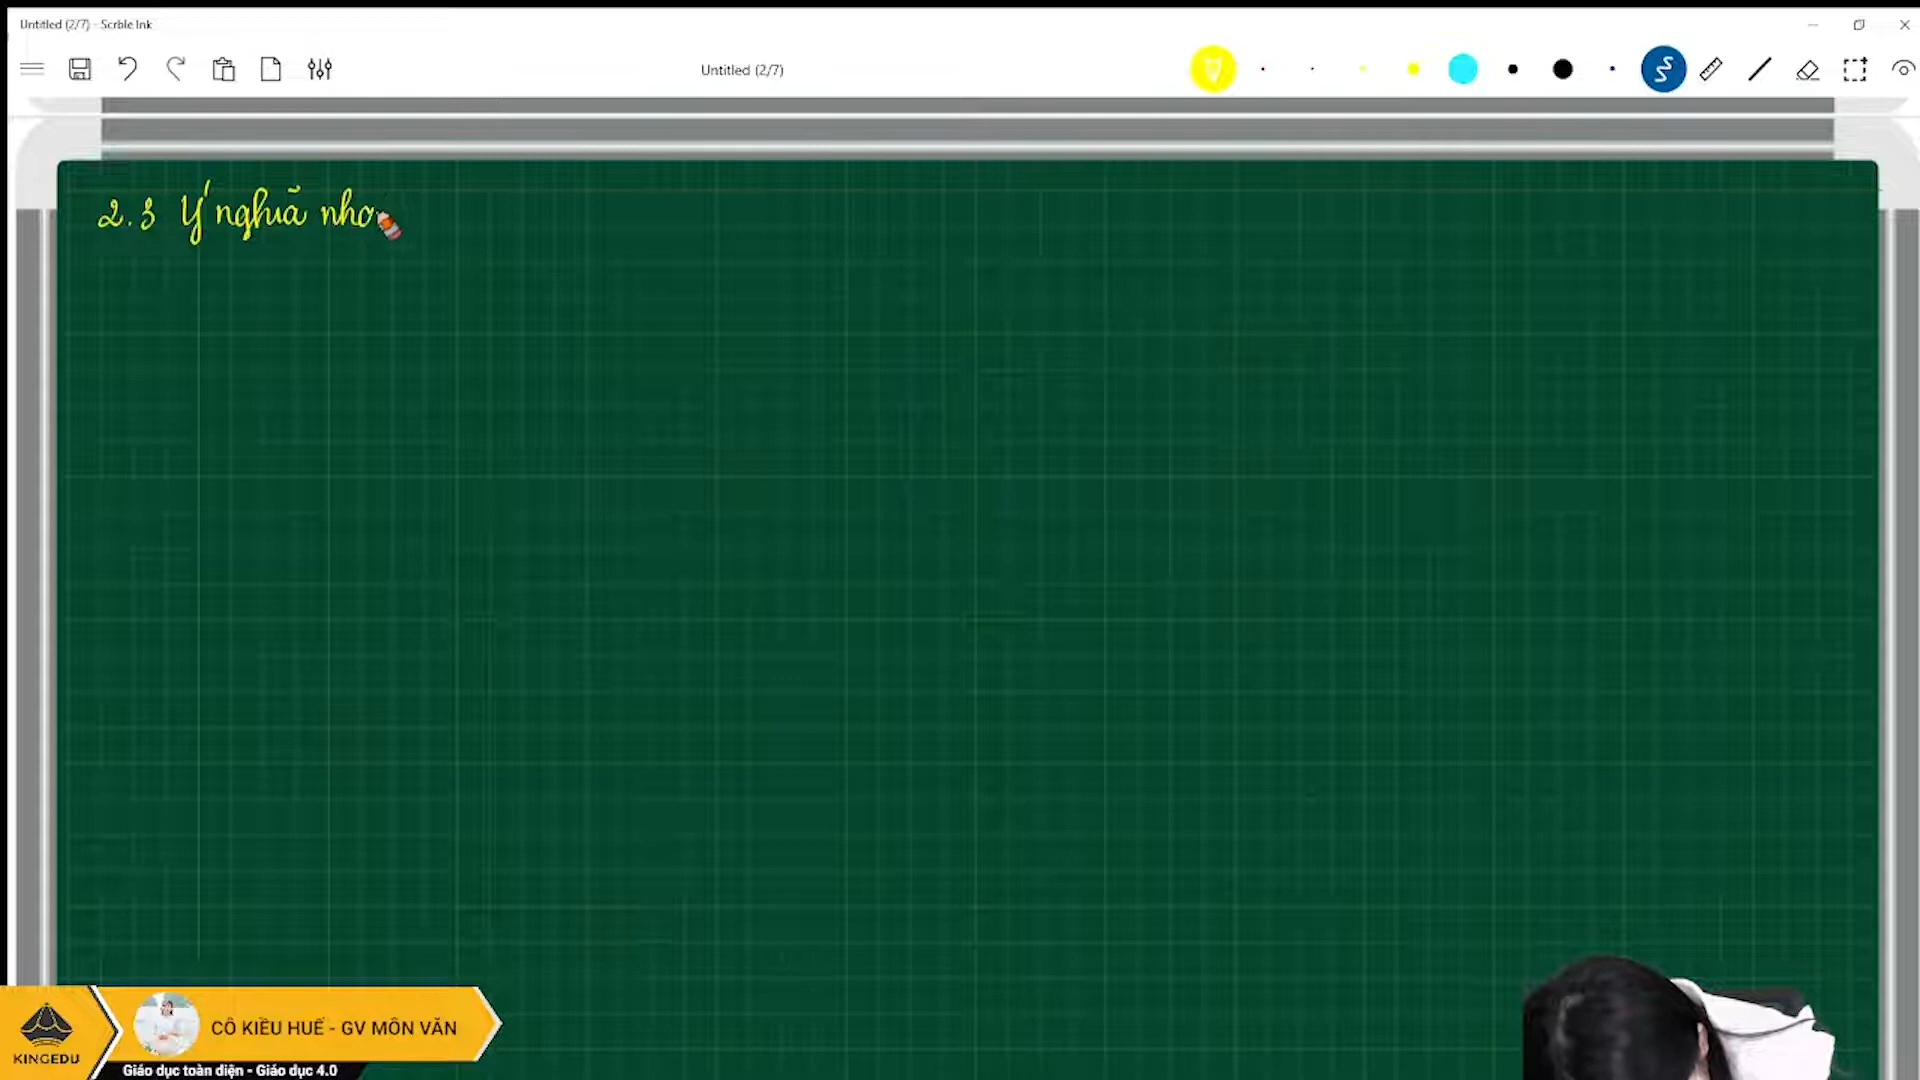 Untitled (2/7) - Scrble Ink
Untitled (2/7)
2.3 Ý nghĩa nho
CÔ KIỀU HUẾ - GV MÔN VĂN
KINGEDU
Giáo dục toàn diện - Giáo dục 4.0